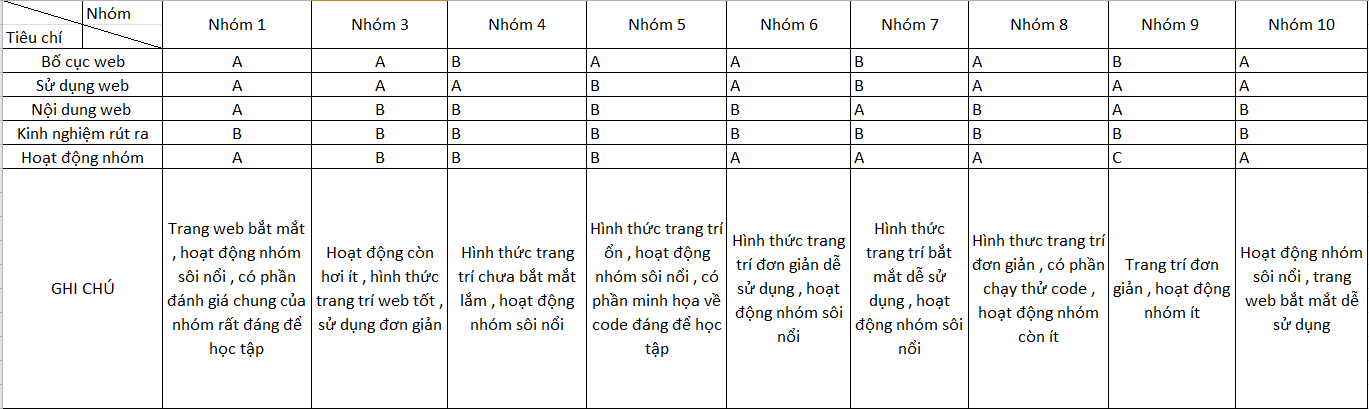 Nhóm
Tiêu chí
Nhóm 1 Nhóm 3 Nhóm 4 Nhóm 5 Nhóm 6 Nhóm 7 Nhóm 8 Nhóm 9 Nhóm 10
Bố cục web A A B A A B A B A
Sử dụng web A A A B A B A A A
Nội dung web A B B B B A B A B
Kinh nghiệm rút ra B B B B B B B B B
Hoạt động nhóm A B B B A A A C A
GHI CHÚ
Trang web bắt mắt
, hoạt động nhóm
sôi nổi , có phần
đánh giá chung của
nhóm rất đáng để
học tập
Hoạt động còn
hơi ít , hình thức
trang trí web tốt ,
sử dụng đơn giản
Hình thức trang
trí chưa bắt mắt
lắm , hoạt động
nhóm sôi nổi
Hình thức trang trí
ổn , hoạt động
nhóm sôi nổi , có
phần minh họa về
code đáng để học
tập
Hình thức trang
trí đơn giản dễ
sử dụng , hoạt
động nhóm sôi
nổi
Hình thức
trang trí bắt
mắt dễ sử
dụng , hoạt
động nhóm sôi
nổi
Hình thưc trang trí
đơn giản , có phần
chạy thử code ,
hoạt động nhóm
còn ít
Trang trí đơn
giản , hoạt động
nhóm ít
Hoạt động nhóm
sôi nổi , trang
web bắt mắt dễ
sử dụng